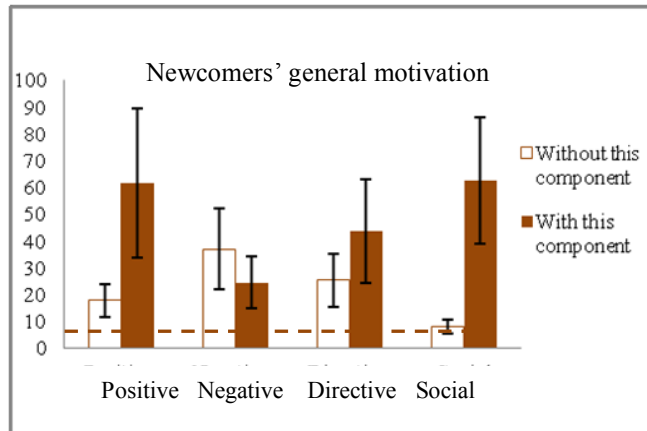 Newcomers' general motivation
100
90
80
70
60
50
40
30
20
10
0
Without this
component
With this
component
Positive Negative Directive Social